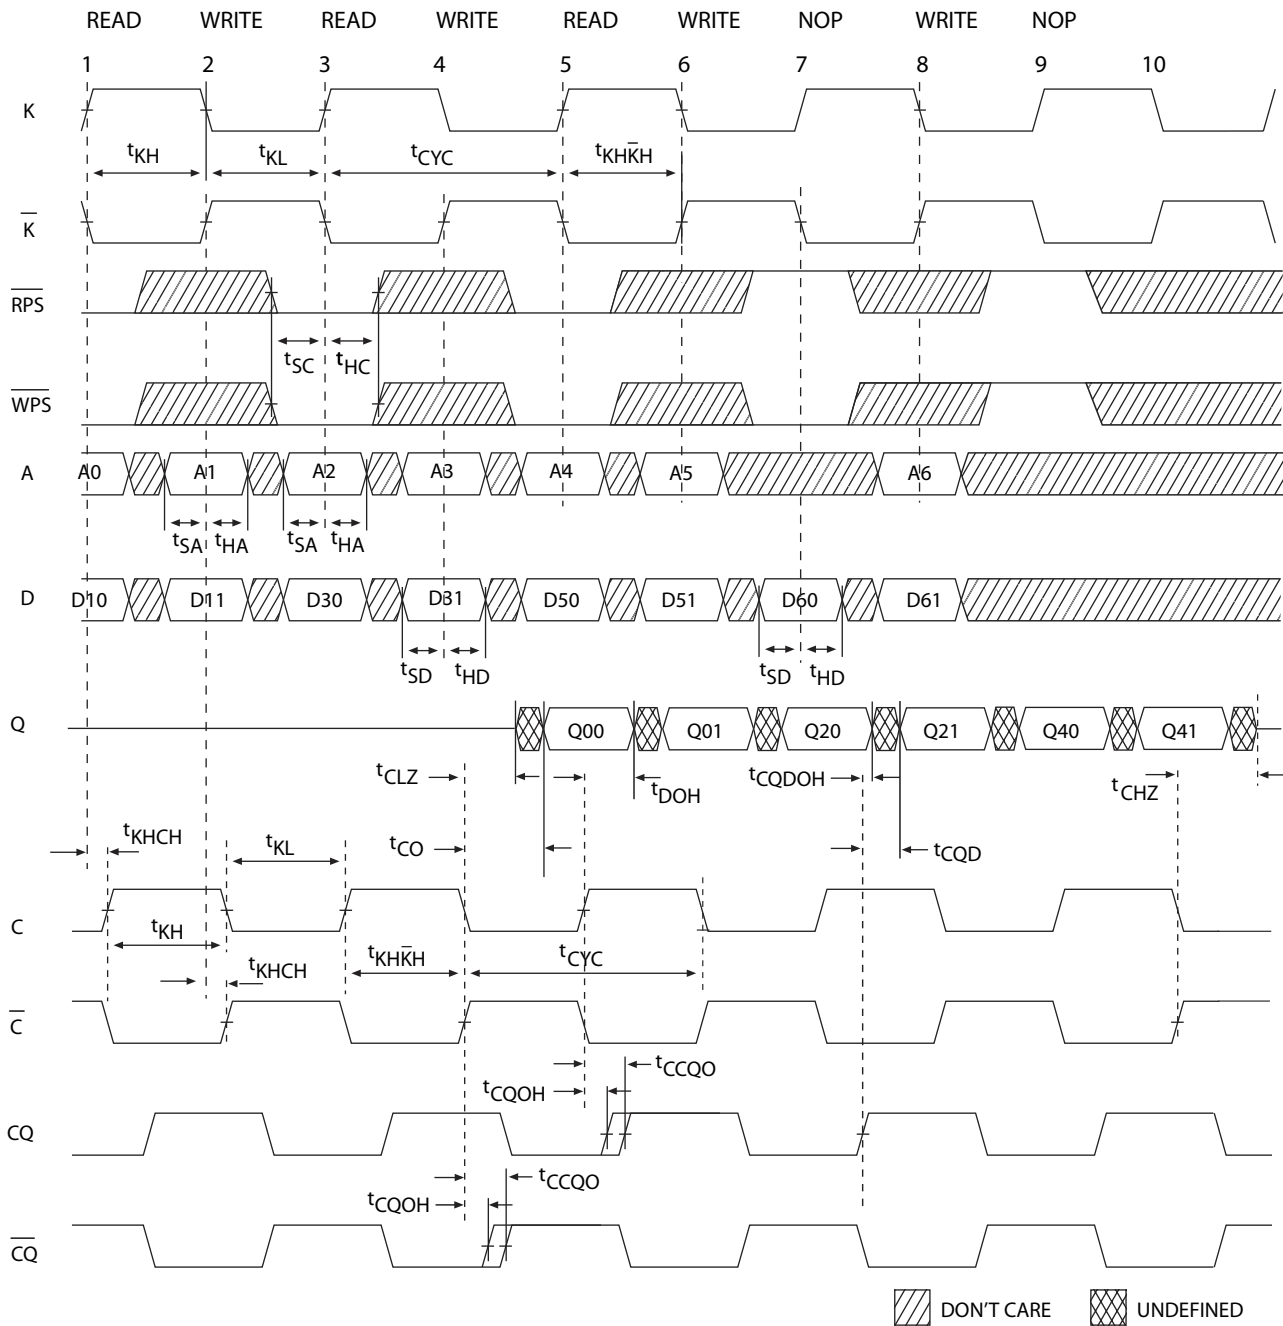 READ WRITE READ WRITE READ WRITE NOP WRITE NOP
1 2 3 4 5 6 7 8 9 10
K
tKH tKL tCYC tKHK̅H
K̅
R̅P̅S̅
tSC tHC
W̅P̅S̅
A A0 A1 A2 A3 A4 A5 A6
tSA tHA tSA tHA
D D10 D11 D30 D31 D50 D51 D60 D61
tSD tHD tSD tHD
Q Q00 Q01 Q20 Q21 Q40 Q41
tCLZ tDOH tCQDOH tCHZ
tKHCH tKL tCO tCQD
C
tKH tKHK̅H tCYC
tKHCH
C̅
tCCQO
tCQOH
CQ
tCCQO
tCQOH
C̅Q̅
DON'T CARE UNDEFINED